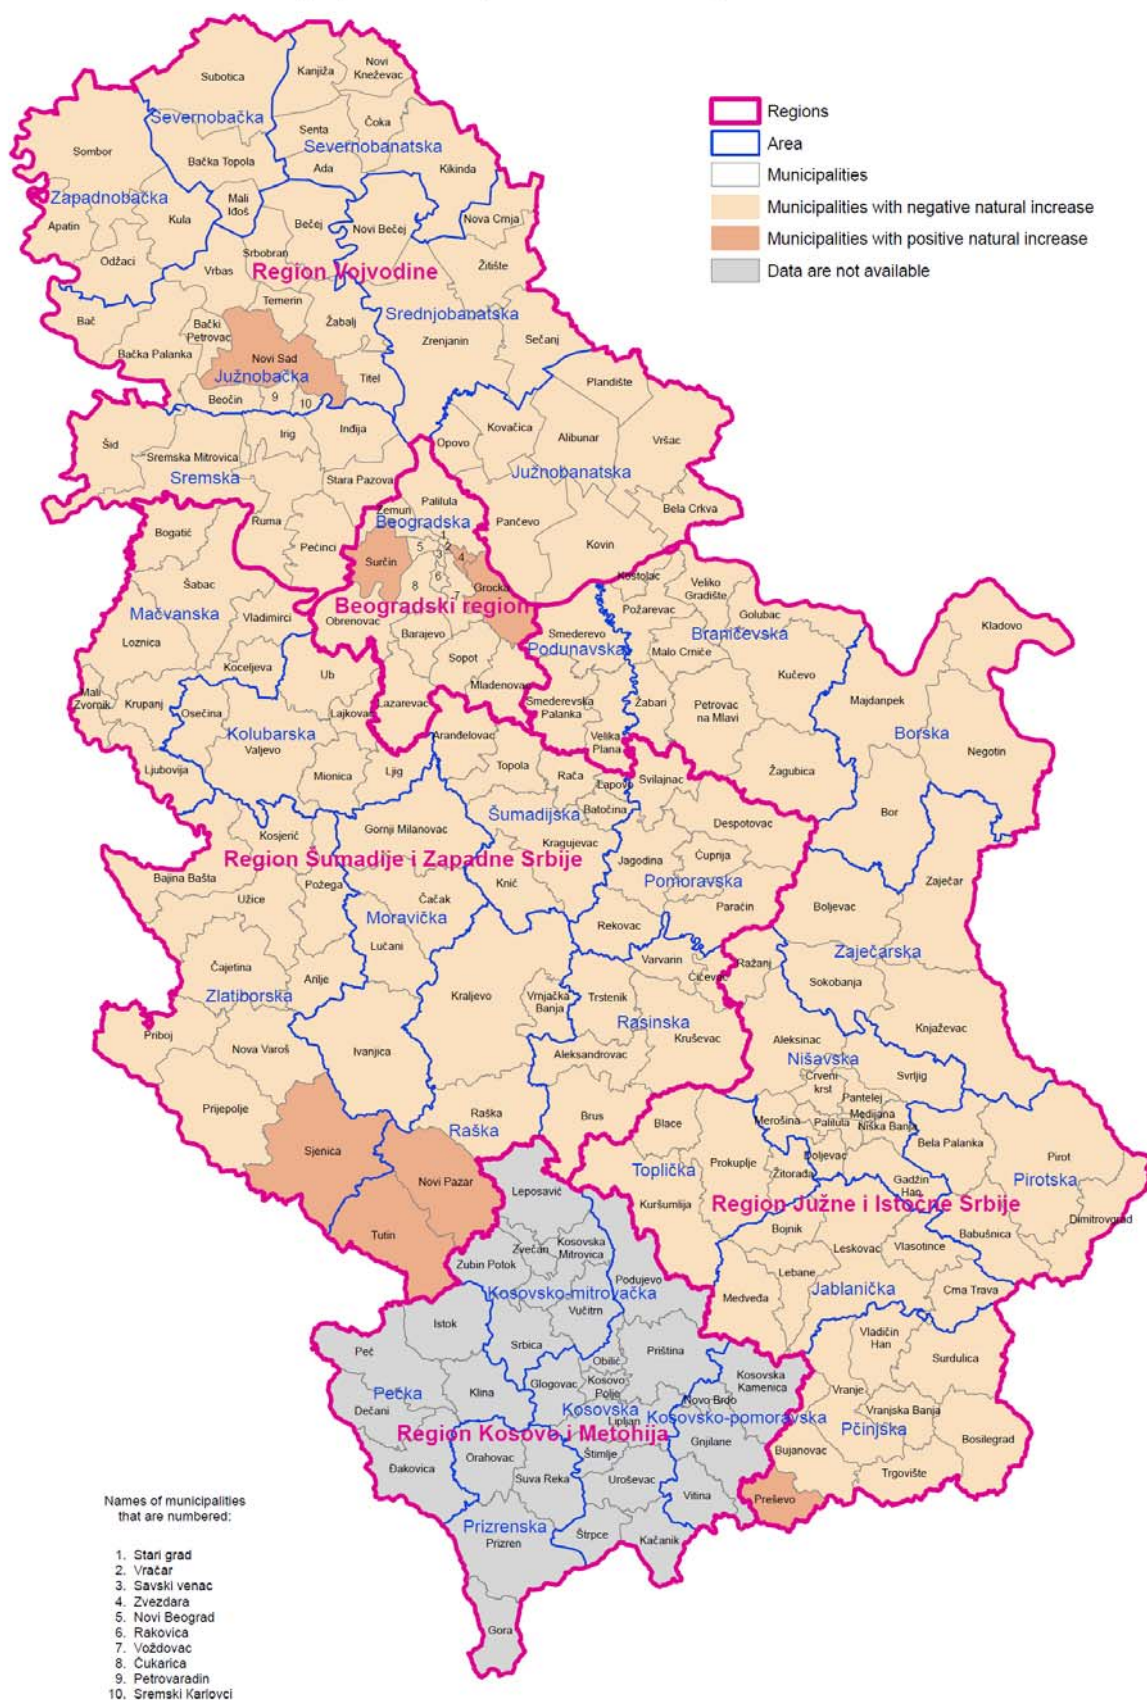 Regions
Area
Municipalities
Municipalities with negative natural increase
Municipalities with positive natural increase
Data are not available
Subotica
Kanjiža
Novi
Kneževac
Severnobačka
Senta
Čoka
Severnobanatska
Sombor
Bačka Topola
Ada
Kikinda
Zapadnobačka
Mali
Iđoš
Apatin
Kula
Bečej
Novi Bečej
Nova Crnja
Odžaci
Srbobran
Vrbas
Region Vojvodine
Žitište
Temerin
Bač
Bački
Petrovac
Žabalj
Srednjobanatska
Zrenjanin
Sečanj
Bačka Palanka
Novi Sad
Južnobačka
Titel
Plandište
Beočin
9
10
Šid
Irig
Inđija
Opovo
Kovačica
Alibunar
Vršac
Sremska Mitrovica
Sremska
Stara Pazova
Južnobanatska
Palilula
Zemun
Beogradska
Bela Crkva
Ruma
Pančevo
Bogatić
Pećinci
Kovin
1
2
3
4
5
6
7
8
Surčin
Grocka
Kostolac
Veliko
Gradište
Šabac
Mačvanska
Vladimirci
Beogradski region
Obrenovac
Požarevac
Golubac
Kladovo
Loznica
Barajevo
Smederevo
Podunavska
Braničevska
Malo Crniće
Koceljeva
Ub
Sopot
Mladenovac
Kučevo
Mali
Zvornik
Krupanj
Osečina
Lajkovac
Lazarevac
Smederevska
Palanka
Žabari
Petrovac
na Mlavi
Majdanpek
Kolubarska
Valjevo
Aranđelovac
Velika
Plana
Borska
Negotin
Ljubovija
Mionica
Ljig
Topola
Rača
Lapovo
Svilajnac
Žagubica
Batočina
Šumadijska
Bor
Kosjerić
Gornji Milanovac
Kragujevac
Despotovac
Region Šumadije i Zapadne Srbije
Jagodina
Ćuprija
Bajina Bašta
Požega
Knić
Pomoravska
Zaječar
Užice
Čačak
Moravička
Paraćin
Boljevac
Lučani
Rekovac
Zaječarska
Čajetina
Arilje
Varvarin
Ćićevac
Ražanj
Sokobanja
Zlatiborska
Kraljevo
Vrnjačka
Banja
Trstenik
Rasinska
Knjaževac
Priboj
Nova Varoš
Ivanjica
Kruševac
Aleksinac
Nišavska
Aleksandrovac
Crveni
krst
Svrljig
Pantelej
Prijepolje
Raška
Raška
Brus
Blace
Merošina
Palilula
Medijana
Niška Banja
Bela Palanka
Sjenica
Toplička
Prokuplje
Doljevac
Žitorađa
Pirot
Pirotska
Novi Pazar
Leposavić
Kuršumlija
Gadžin
Han
Region Južne i Istočne Srbije
Dimitrovgrad
Tutin
Kosovska
Mitrovica
Zvečan
Zubin Potok
Bojnik
Leskovac
Vlasotince
Babušnica
Podujevo
Kosovsko-mitrovačka
Vučitrn
Lebane
Medveđa
Jablanička
Crna Trava
Istok
Peć
Srbica
Obilić
Priština
Vladičin
Han
Surdulica
Glogovac
Kosovo
Polje
Kosovska
Kamenica
Pečka
Klina
Novo Brdo
Vranje
Dečani
Kosovska
Lipljan
Kosovsko-pomoravska
Vranjska Banja
Pčinjska
Region Kosovo i Metohija
Gnjilane
Bujanovac
Bosilegrad
Đakovica
Orahovac
Suva Reka
Štimlje
Uroševac
Trgovište
Vitina
Preševo
Prizrenska
Prizren
Štrpce
Kačanik
Gora
Names of municipalities
that are numbered:
1. Stari grad
2. Vračar
3. Savski venac
4. Zvezdara
5. Novi Beograd
6. Rakovica
7. Voždovac
8. Čukarica
9. Petrovaradin
10. Sremski Karlovci